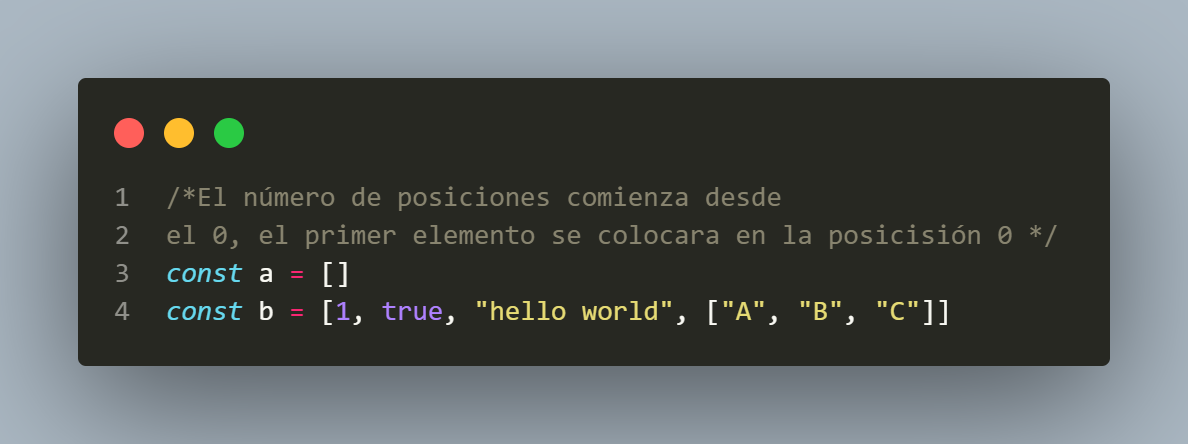 1 /*El número de posiciones comienza desde
2 el 0, el primer elemento se colocara en la posicisión 0 */
3 const a = []
4 const b = [1, true, "hello world", ["A", "B", "C"]]